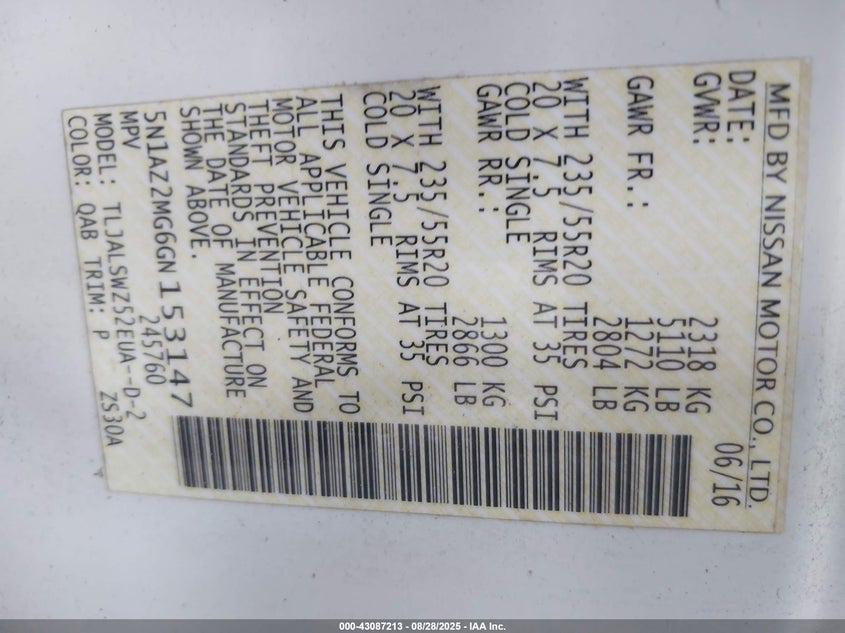 MFD BY NISSAN MOTOR CO., LTD.
DATE: 06/16
GVWR: 2318 KG
5110 LB
GAWR FR.: 1272 KG
2804 LB
WITH 235/55R20 TIRES
20 X 7.5 RIMS AT 35 PSI
COLD SINGLE
GAWR RR.: 1300 KG
2866 LB
WITH 235/55R20 TIRES
20 X 7.5 RIMS AT 35 PSI
COLD SINGLE
THIS VEHICLE CONFORMS TO
ALL APPLICABLE FEDERAL
MOTOR VEHICLE SAFETY AND
THEFT PREVENTION
STANDARDS IN EFFECT ON
THE DATE OF MANUFACTURE
SHOWN ABOVE.
5N1AZ2MG6GN153147
MPV 245760
MODEL: TLJALSWZ52EUA--D-2
COLOR: QAB TRIM: P ZS30A
000-43087213 - 08/28/2025 - IAA Inc.